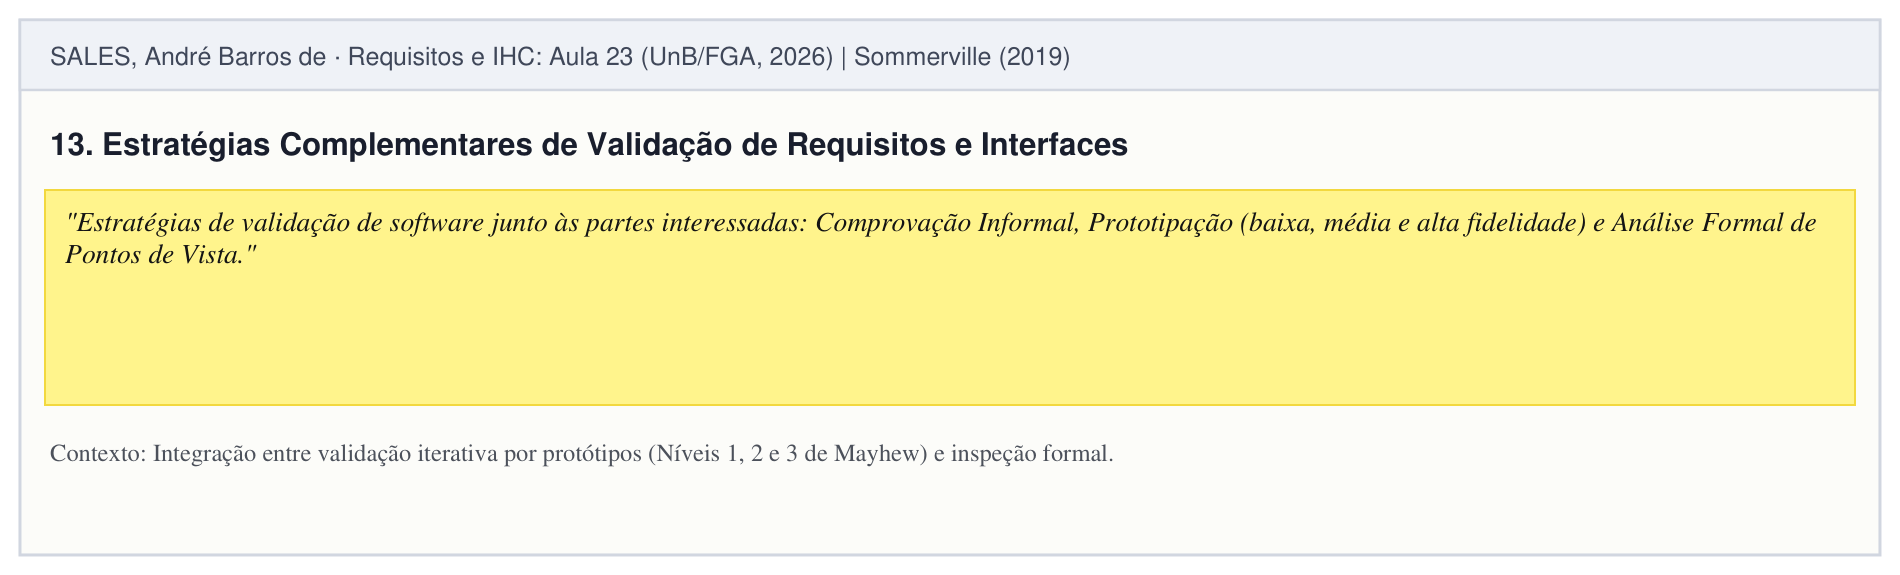 SALES, André Barros de · Requisitos e IHC: Aula 23 (UnB/FGA, 2026) | Sommerville (2019)
13. Estratégias Complementares de Validação de Requisitos e Interfaces
"Estratégias de validação de software junto às partes interessadas: Comprovação Informal, Prototipação (baixa, média e alta fidelidade) e Análise Formal de
Pontos de Vista."
Contexto: Integração entre validação iterativa por protótipos (Níveis 1, 2 e 3 de Mayhew) e inspeção formal.